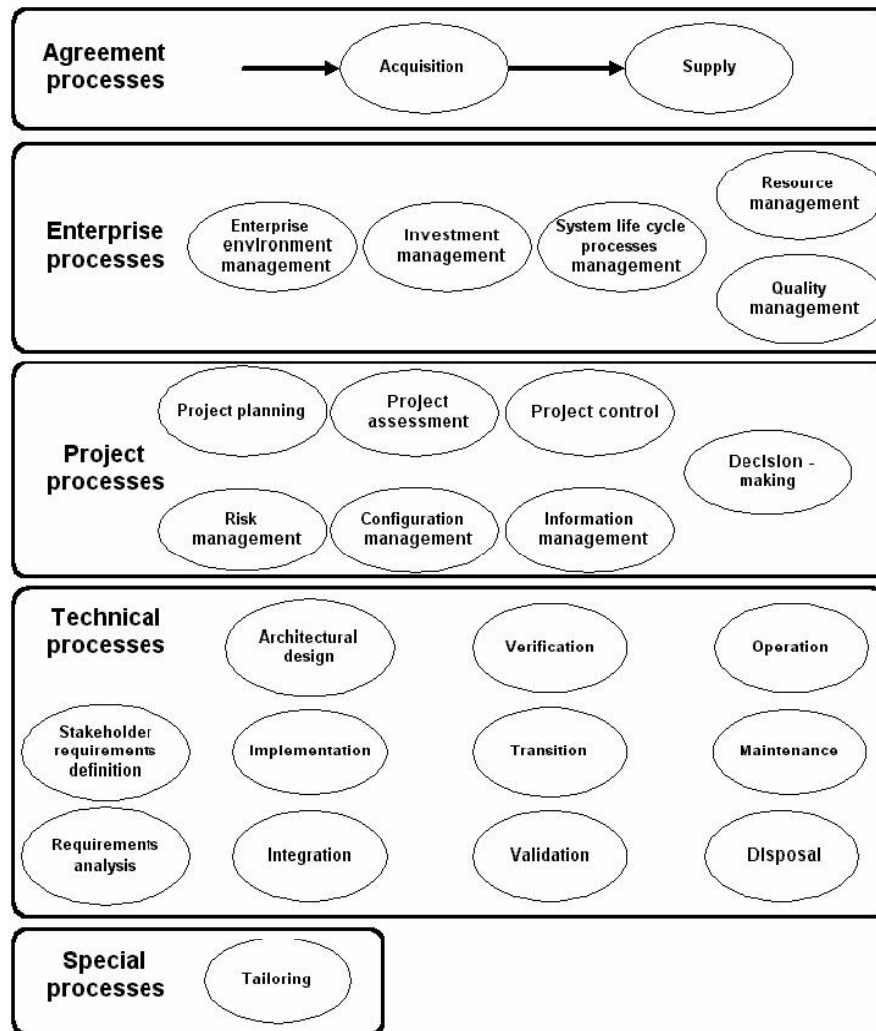 Agreement
processes
Acquisition
Supply
Enterprise
processes
Enterprise
environment
management
Investment
management
System life cycle
processes
management
Resource
management
Quality
management
Project
processes
Project planning
Project
assessment
Project control
Decision -
making
Risk
management
Configuration
management
Information
management
Technical
processes
Architectural
design
Verification
Operation
Stakeholder
requirements
definition
Implementation
Transition
Maintenance
Requirements
analysis
Integration
Validation
Disposal
Special
processes
Tailoring